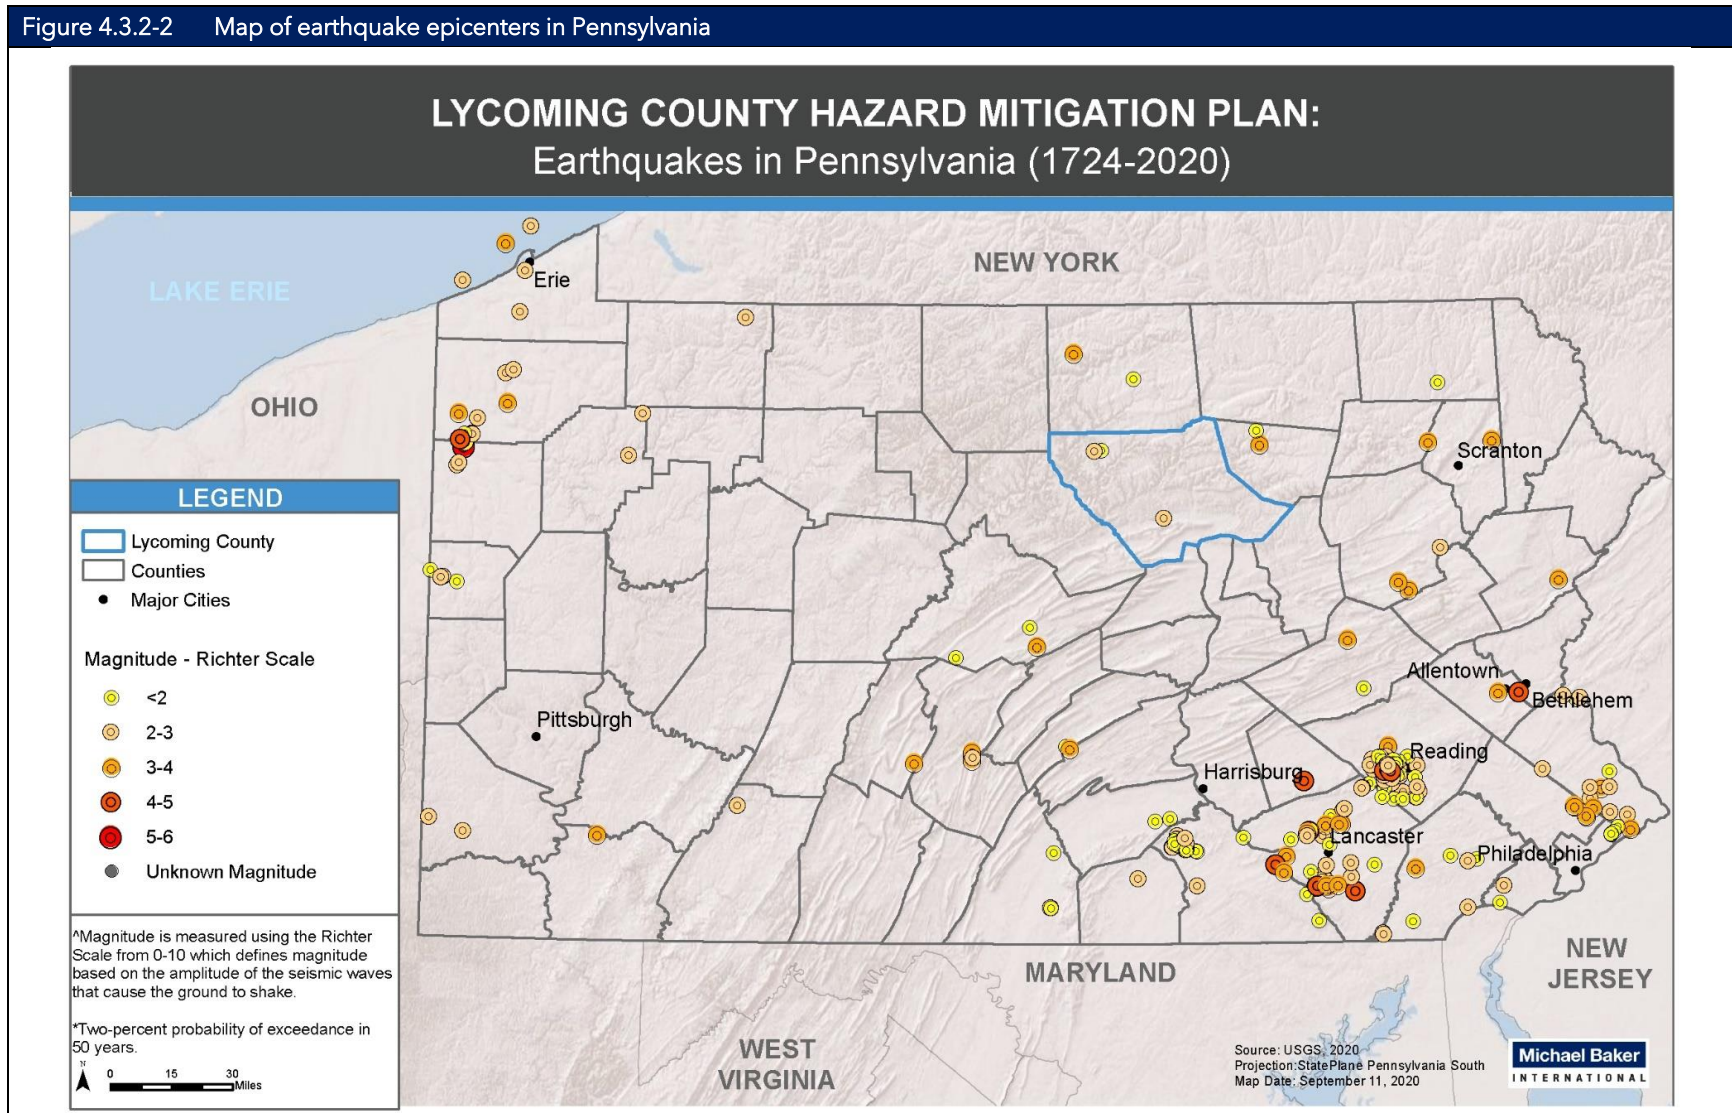 Figure 4.3.2-2 Map of earthquake epicenters in Pennsylvania
LYCOMING COUNTY HAZARD MITIGATION PLAN:
Earthquakes in Pennsylvania (1724-2020)
LAKE ERIE
Erie
NEW YORK
OHIO
Scranton
LEGEND
Lycoming County
Counties
Major Cities
Magnitude - Richter Scale
<2
2-3
3-4
4-5
5-6
Unknown Magnitude
^Magnitude is measured using the Richter
Scale from 0-10 which defines magnitude
based on the amplitude of the seismic waves
that cause the ground to shake.
*Two-percent probability of exceedance in
50 years.
N
0 15 30
Miles
Allentown
Bethlehem
Pittsburgh
Reading
Harrisburg
Lancaster
Philadelphia
MARYLAND
NEW
JERSEY
WEST
VIRGINIA
Source: USGS, 2020
Projection:StatePlane Pennsylvania South
Map Date: September 11, 2020
Michael Baker
INTERNATIONAL